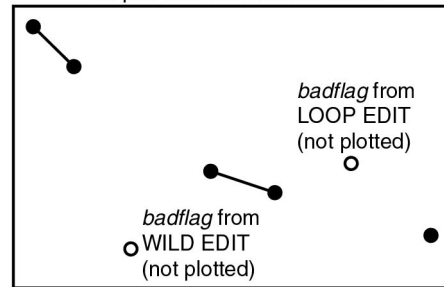 badflag from
LOOP EDIT
(not plotted)
badflag from
WILD EDIT
(not plotted)